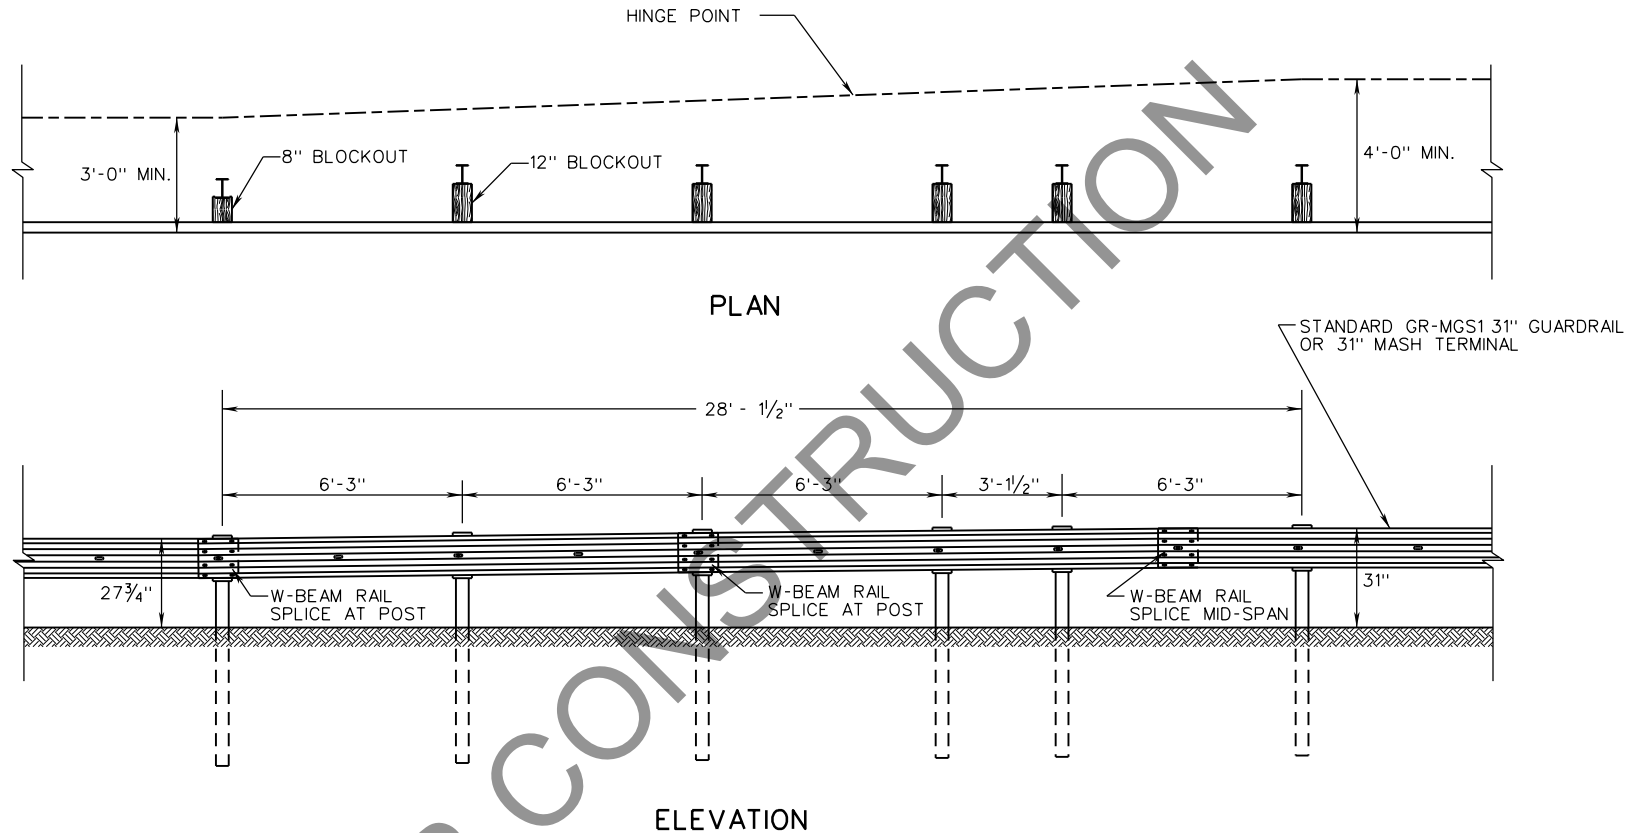 HINGE POINT
8" BLOCKOUT
12" BLOCKOUT
3'-0" MIN.
4'-0" MIN.
PLAN
STANDARD GR-MGS1 31" GUARDRAIL
OR 31" MASH TERMINAL
28' - 1½"
6'-3"
6'-3"
6'-3"
3'-1½"
6'-3"
27¾"
W-BEAM RAIL
SPLICE AT POST
W-BEAM RAIL
SPLICE AT POST
W-BEAM RAIL
SPLICE MID-SPAN
31"
ELEVATION
CONSTRUCTION